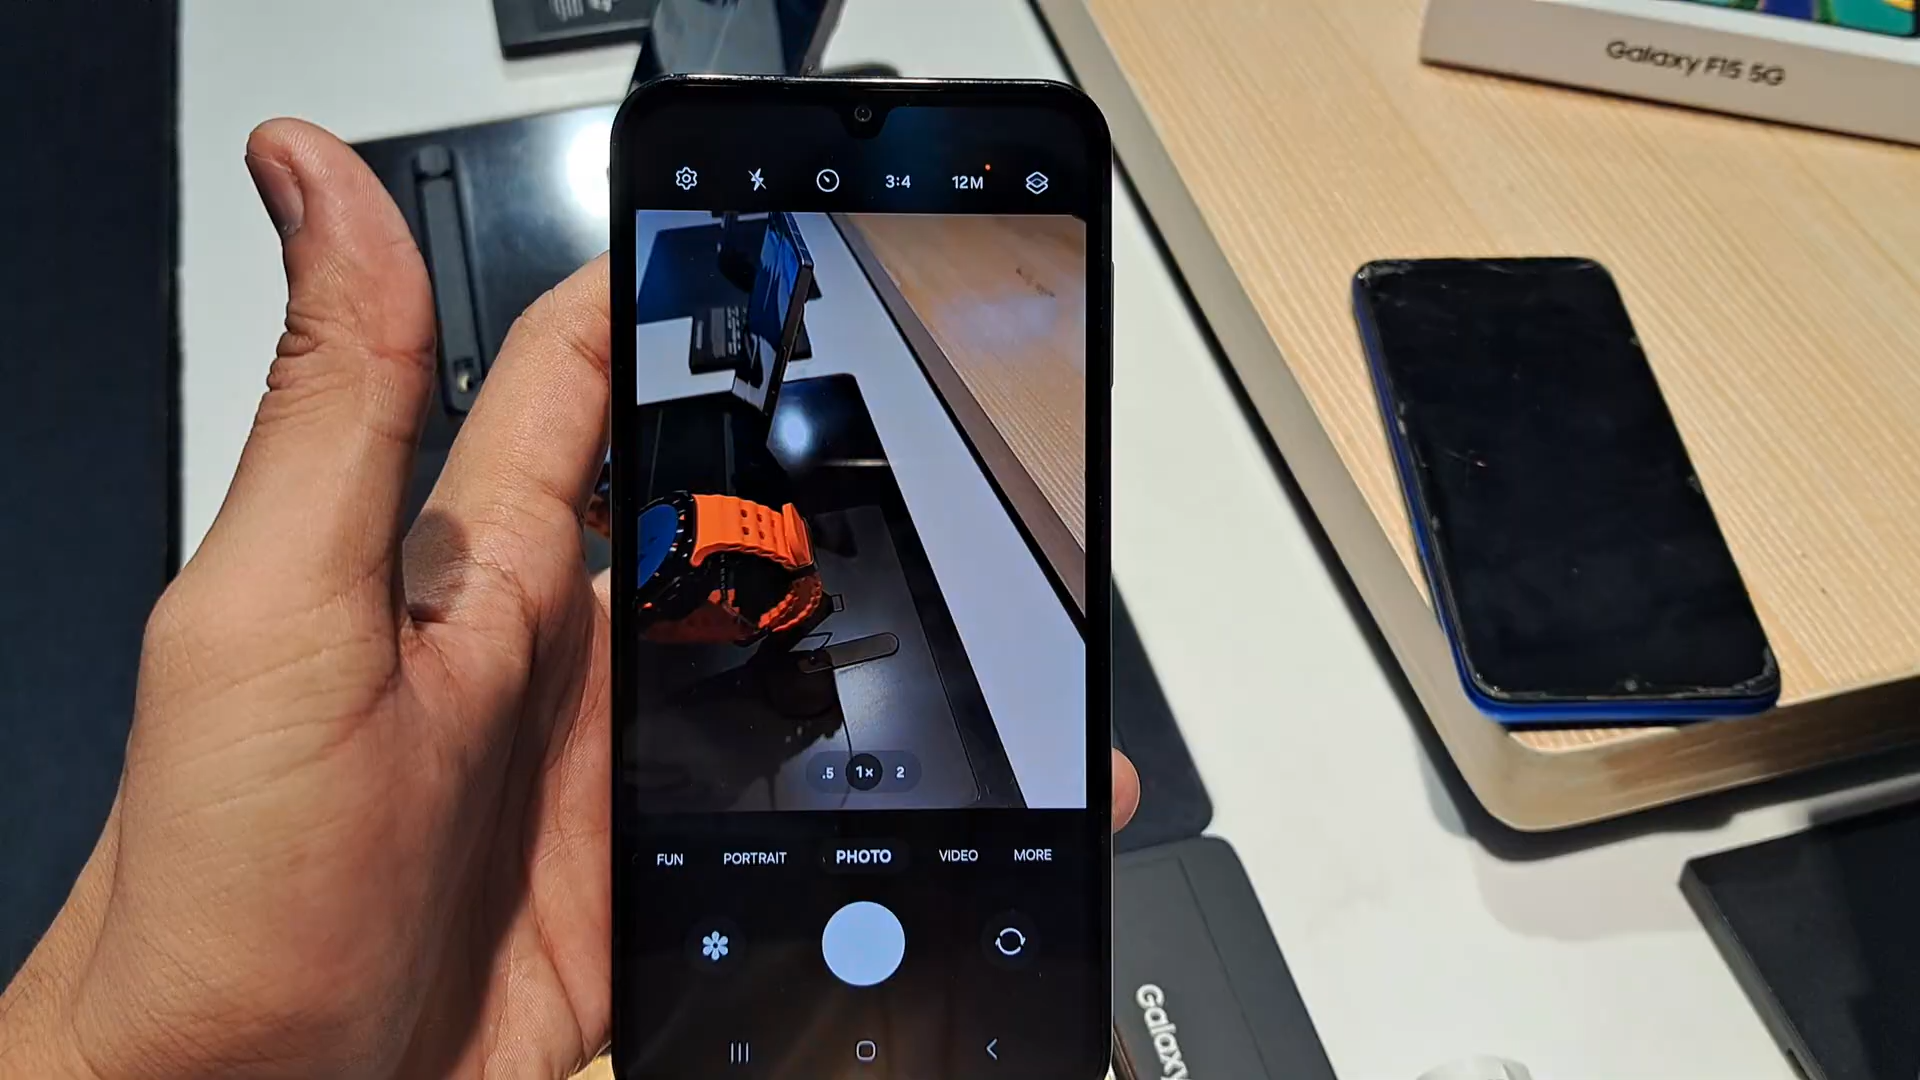 Galaxy F15 5G
3:4
12M
.5 1× 2
FUN PORTRAIT PHOTO VIDEO MORE
Galaxy